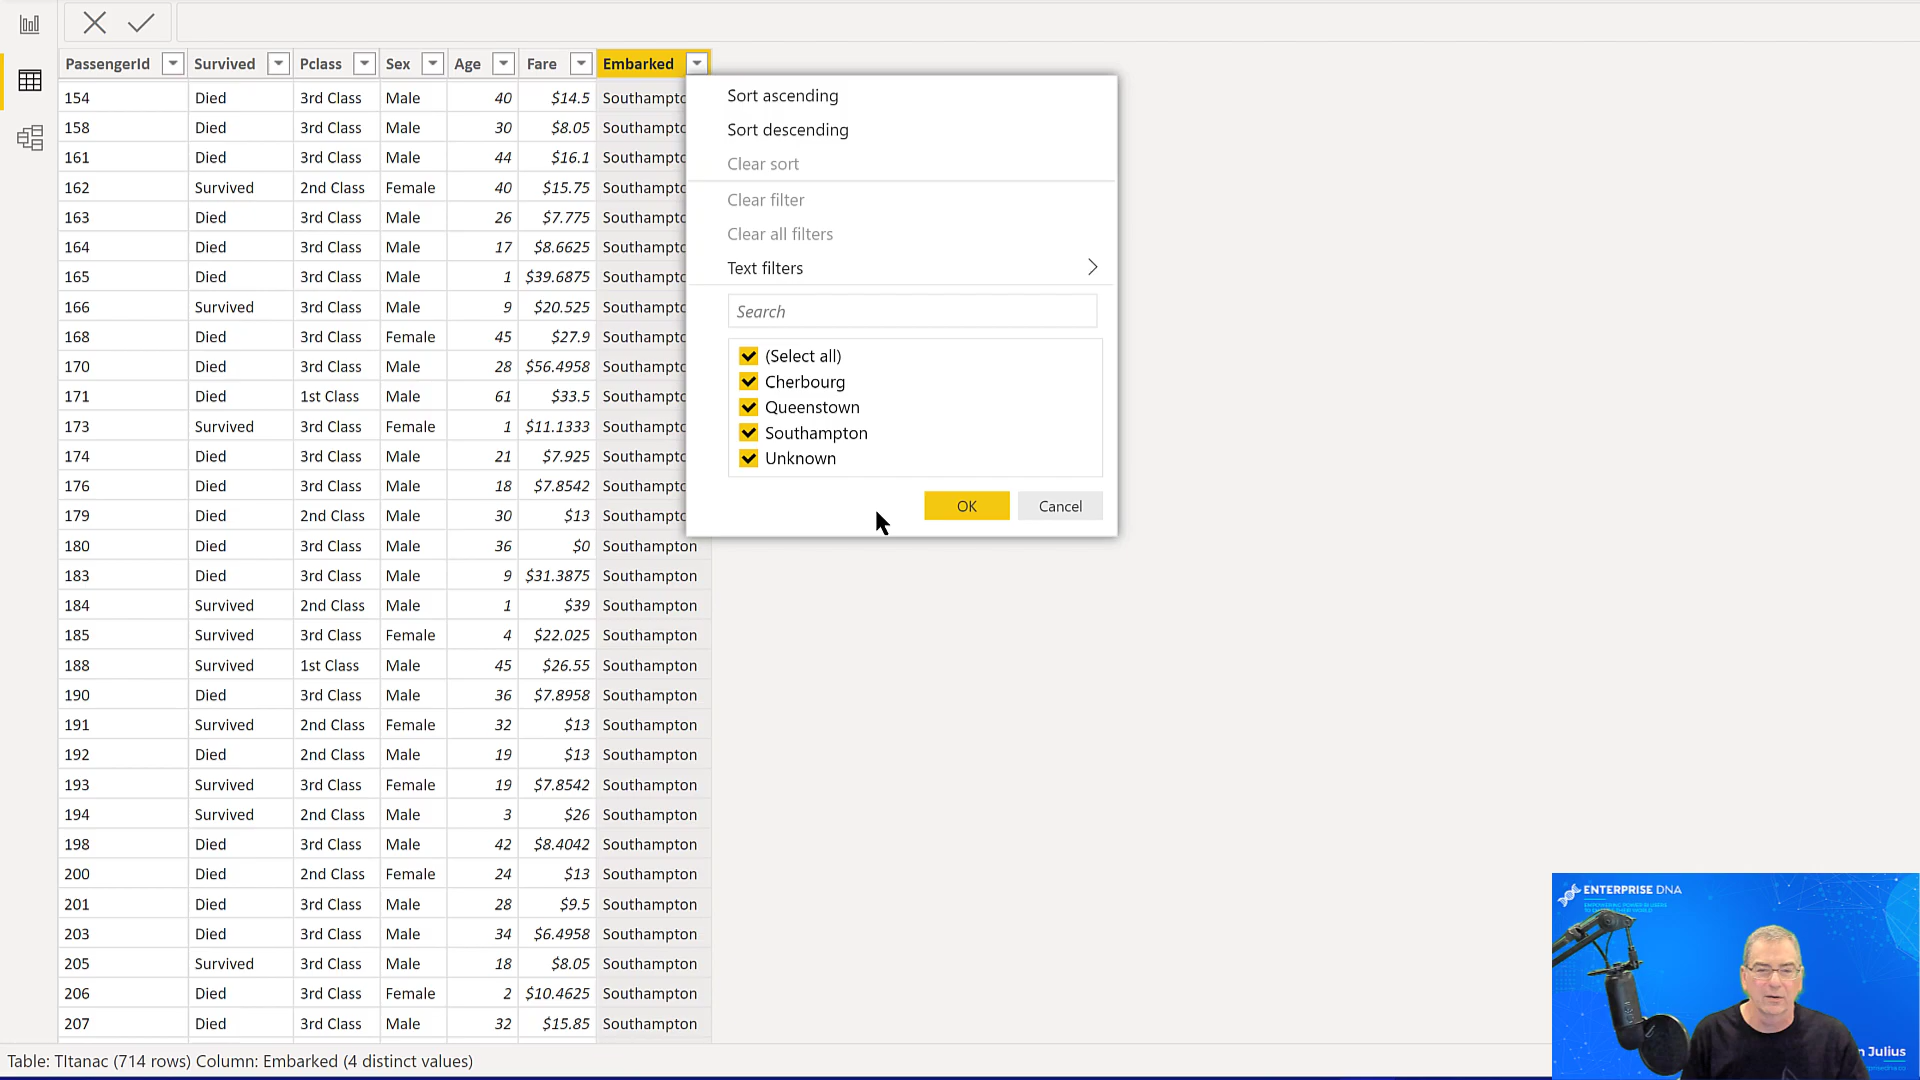 PassengerId Survived Pclass Sex Age Fare Embarked
154 Died 3rd Class Male 40 $14.5 Southampto
158 Died 3rd Class Male 30 $8.05 Southampto
161 Died 3rd Class Male 44 $16.1 Southampto
162 Survived 2nd Class Female 40 $15.75 Southampto
163 Died 3rd Class Male 26 $7.775 Southampto
164 Died 3rd Class Male 17 $8.6625 Southampto
165 Died 3rd Class Male 1 $39.6875 Southampto
166 Survived 3rd Class Male 9 $20.525 Southampto
168 Died 3rd Class Female 45 $27.9 Southampto
170 Died 3rd Class Male 28 $56.4958 Southampto
171 Died 1st Class Male 61 $33.5 Southampto
173 Survived 3rd Class Female 1 $11.1333 Southampto
174 Died 3rd Class Male 21 $7.925 Southampto
176 Died 3rd Class Male 18 $7.8542 Southampto
179 Died 2nd Class Male 30 $13 Southampto
180 Died 3rd Class Male 36 $0 Southampton
183 Died 3rd Class Male 9 $31.3875 Southampton
184 Survived 2nd Class Male 1 $39 Southampton
185 Survived 3rd Class Female 4 $22.025 Southampton
188 Survived 1st Class Male 45 $26.55 Southampton
190 Died 3rd Class Male 36 $7.8958 Southampton
191 Survived 2nd Class Female 32 $13 Southampton
192 Died 2nd Class Male 19 $13 Southampton
193 Survived 3rd Class Female 19 $7.8542 Southampton
194 Survived 2nd Class Male 3 $26 Southampton
198 Died 3rd Class Male 42 $8.4042 Southampton
200 Died 2nd Class Female 24 $13 Southampton
201 Died 3rd Class Male 28 $9.5 Southampton
203 Died 3rd Class Male 34 $6.4958 Southampton
205 Survived 3rd Class Male 18 $8.05 Southampton
206 Died 3rd Class Female 2 $10.4625 Southampton
207 Died 3rd Class Male 32 $15.85 Southampton
Sort ascending
Sort descending
Clear sort
Clear filter
Clear all filters
Text filters
Search
(Select all)
Cherbourg
Queenstown
Southampton
Unknown
OK Cancel
ENTERPRISE DNA
n Julius
Table: TItanac (714 rows) Column: Embarked (4 distinct values)